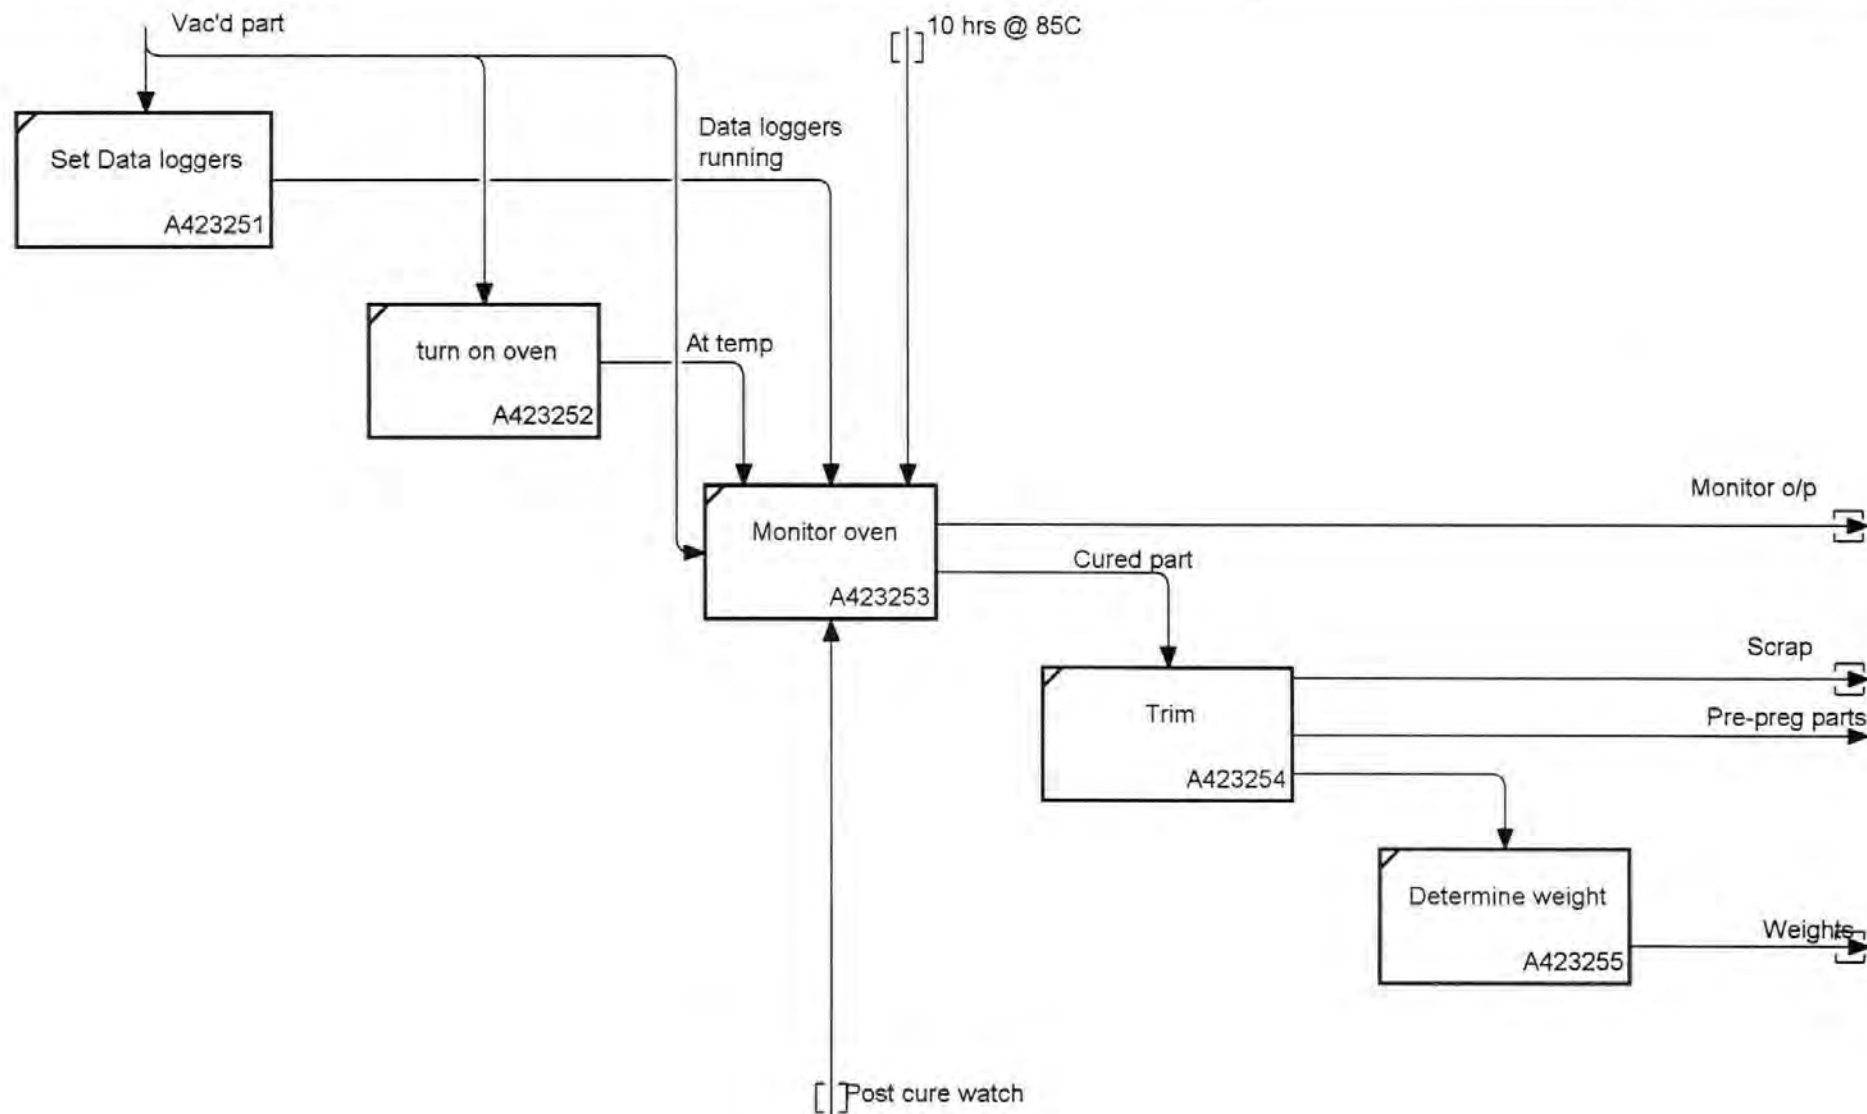 Vac'd part
10 hrs @ 85C
Set Data loggers
A423251
Data loggers
running
turn on oven
A423252
At temp
Monitor oven
A423253
Monitor o/p
Cured part
Scrap
Trim
A423254
Pre-preg parts
Determine weight
A423255
Weights
Post cure watch